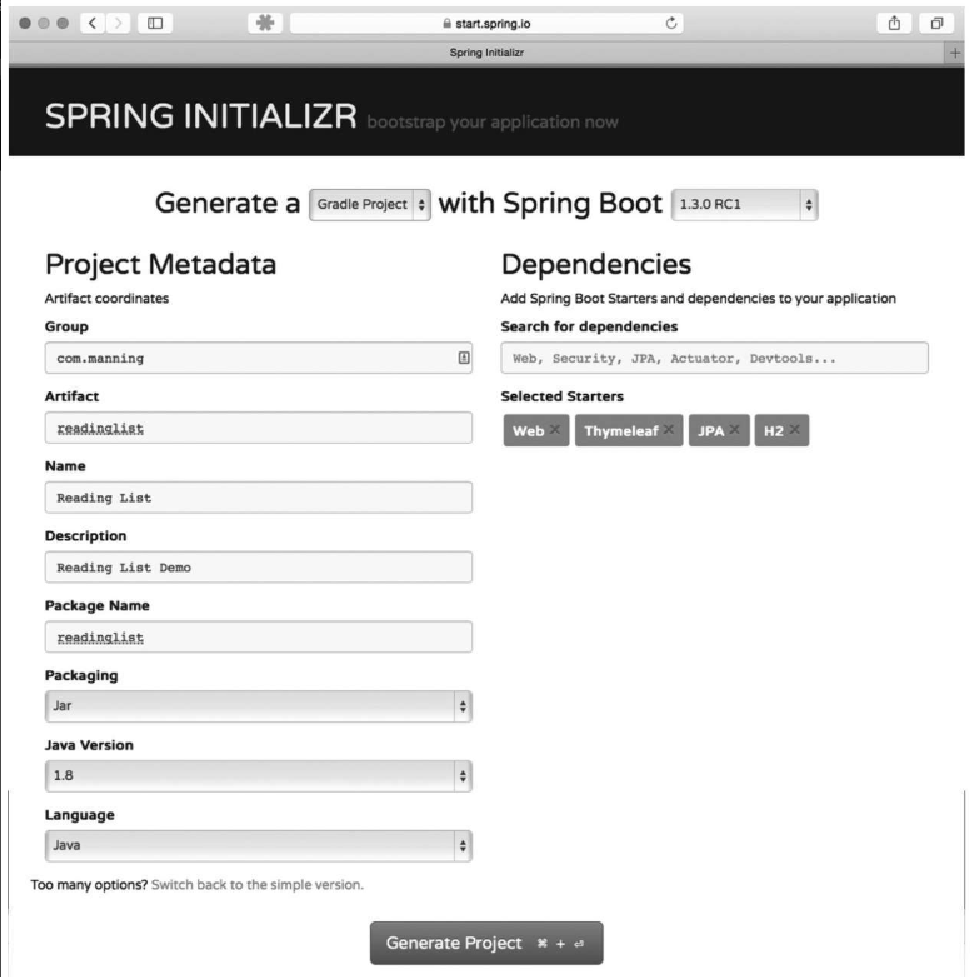 start.spring.io
Spring Initializr
SPRING INITIALIZR bootstrap your application now
Generate a Gradle Project with Spring Boot 1.3.0 RC1
Project Metadata
Artifact coordinates
Group
com.manning
Artifact
readinglist
Name
Reading List
Description
Reading List Demo
Package Name
readinglist
Packaging
Jar
Java Version
1.8
Language
Java
Too many options? Switch back to the simple version.
Dependencies
Add Spring Boot Starters and dependencies to your application
Search for dependencies
Web, Security, JPA, Actuator, Devtools...
Selected Starters
Web × Thymeleaf × JPA × H2 ×
Generate Project ⌘ + ⏎